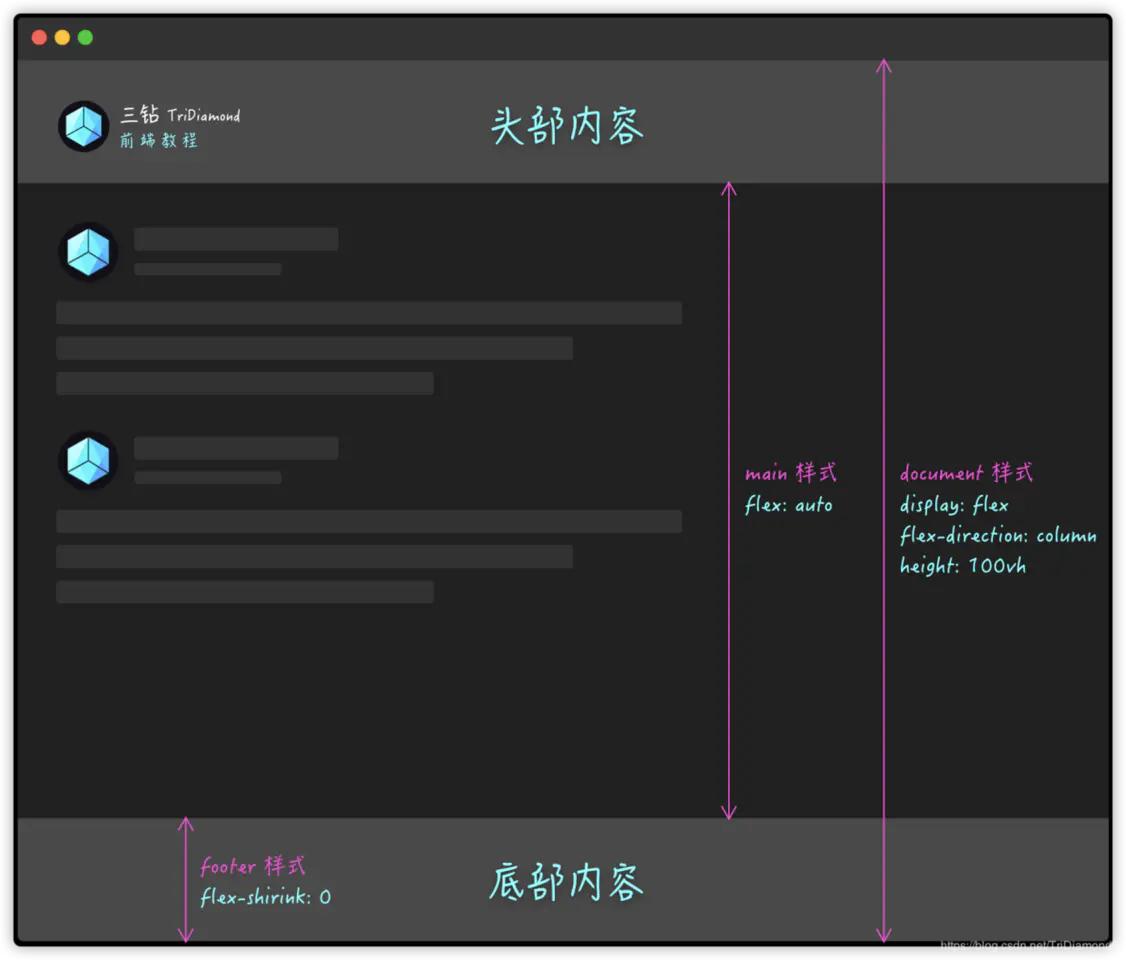 三钻 TriDiamond
前端教程
头部内容
main 样式
flex: auto
document 样式
display: flex
flex-direction: column
height: 100vh
footer 样式
flex-shirink: 0
底部内容
https://blog.csdn.net/TriDiamond